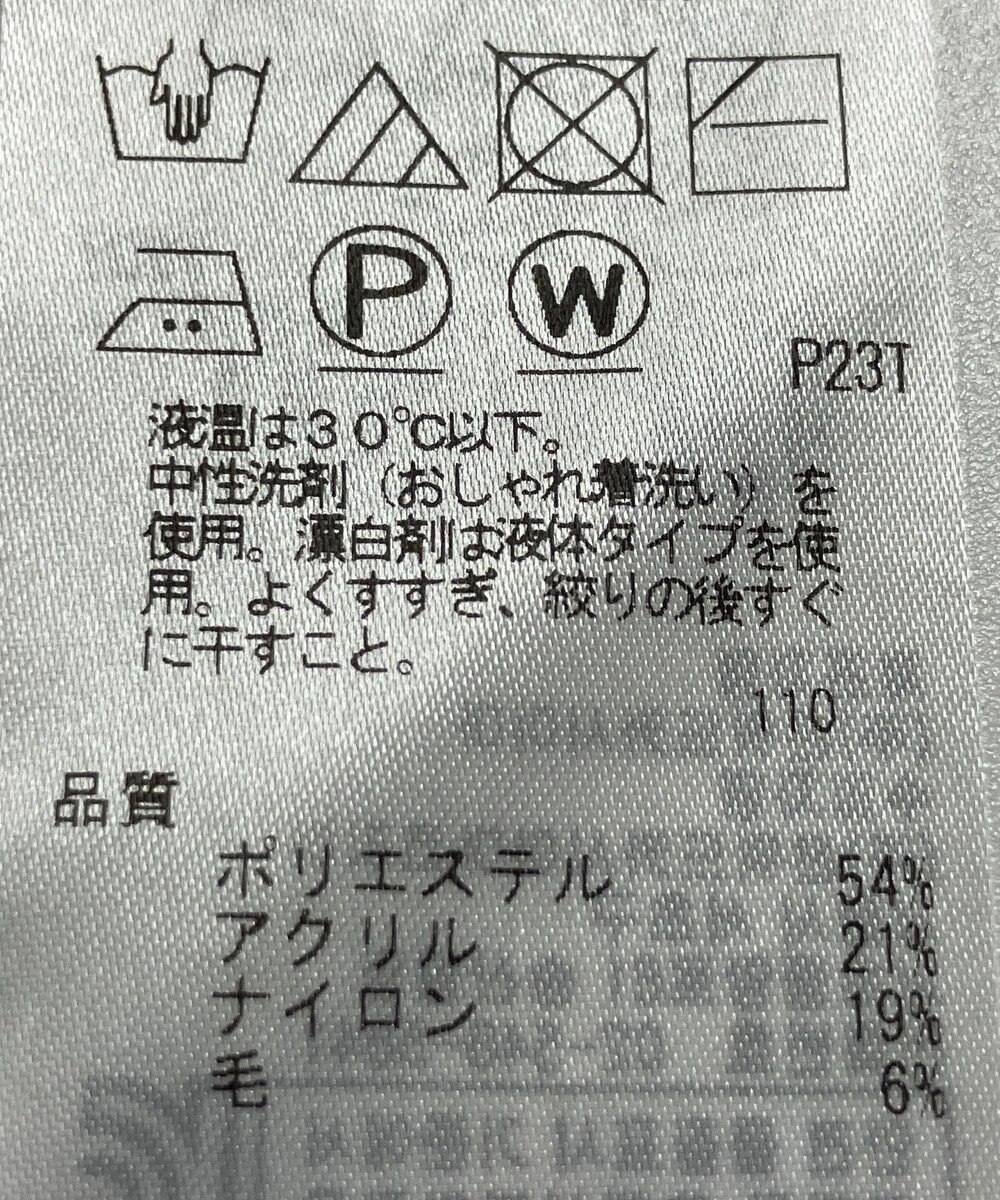 P
W
P23T
液温は30℃以下。
中性洗剤（おしゃれ着洗い）を
使用。漂白剤は液体タイプを使
用。よくすすぎ、絞りの後すぐ
に干すこと。
110
品質
ポリエステル 54%
アクリル 21%
ナイロン 19%
毛 6%